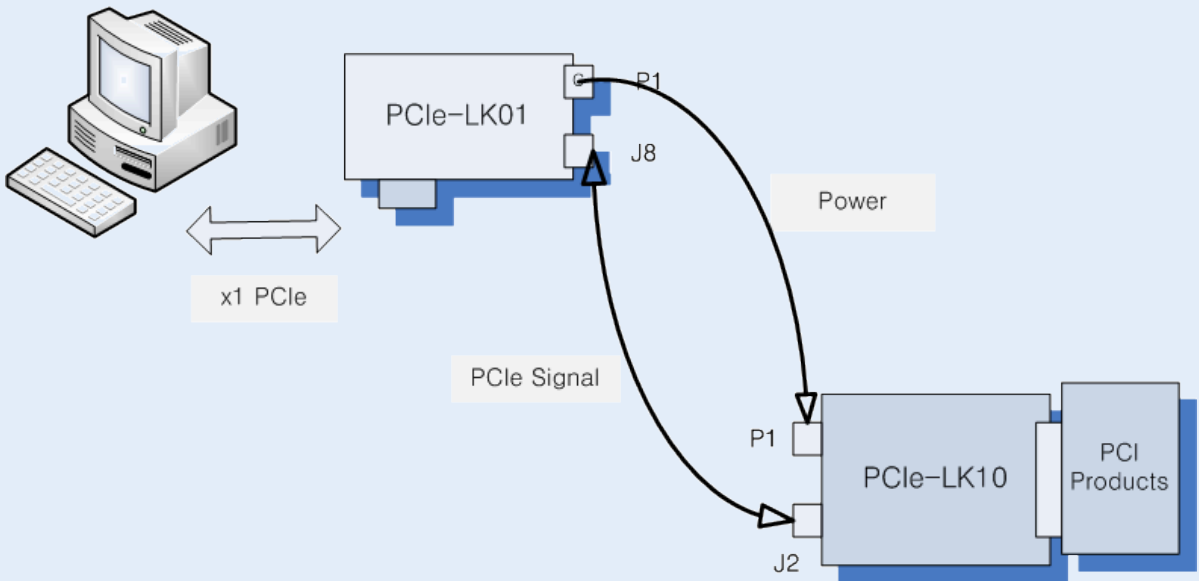 PCIe-LK01
G
P1
J8
Power
x1 PCIe
PCIe Signal
P1
PCIe-LK10
PCI
Products
J2